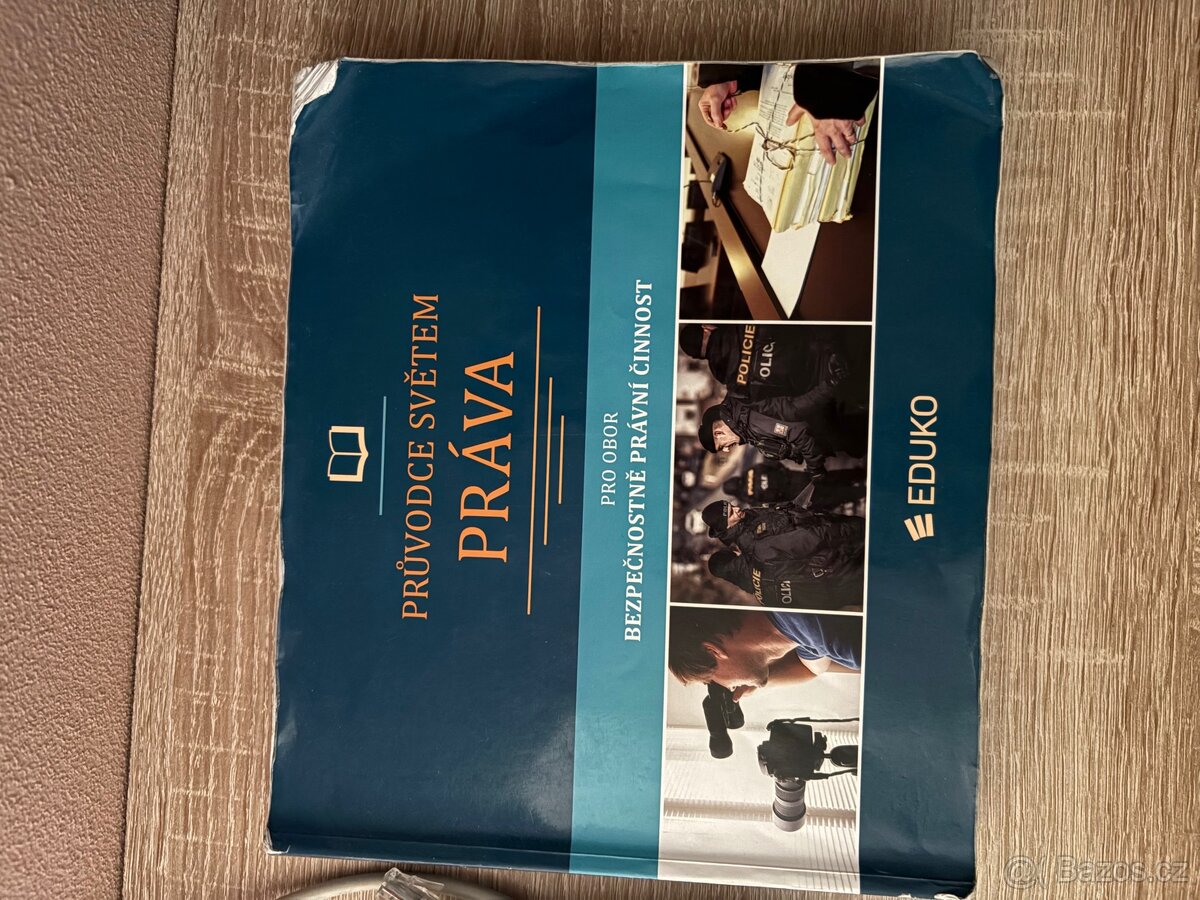 PRŮVODCE SVĚTEM
PRÁVA
PRO OBOR
BEZPEČNOSTNĚ PRÁVNÍ ČINNOST
POLICIE
POLICIE
EDUKO
© Bazos.cz